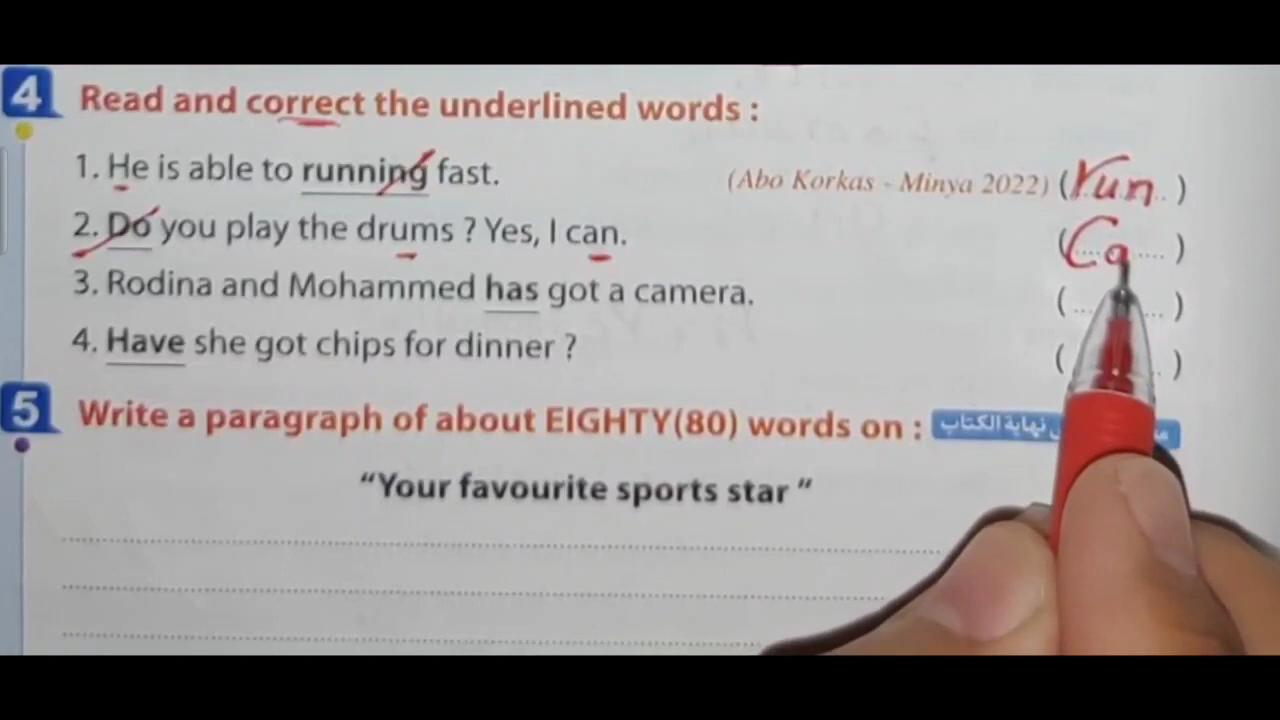 4 Read and correct the underlined words :
1. He is able to running fast. (Abo Korkas - Minya 2022) (run)
2. Do you play the drums ? Yes, I can. (Ca......)
3. Rodina and Mohammed has got a camera. (............)
4. Have she got chips for dinner ? (............)
5 Write a paragraph of about EIGHTY(80) words on : نهاية الكتاب
“Your favourite sports star ”